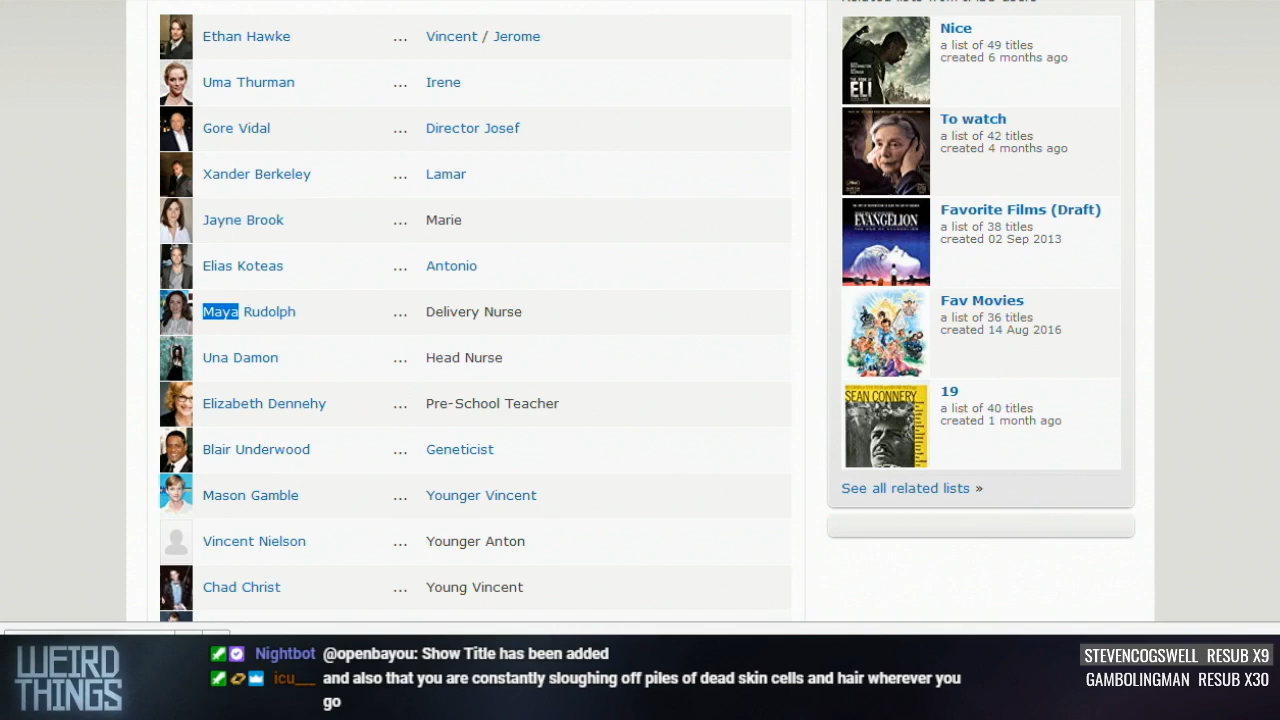 Ethan Hawke ... Vincent / Jerome
Uma Thurman ... Irene
Gore Vidal ... Director Josef
Xander Berkeley ... Lamar
Jayne Brook ... Marie
Elias Koteas ... Antonio
Maya Rudolph ... Delivery Nurse
Una Damon ... Head Nurse
Elizabeth Dennehy ... Pre-School Teacher
Blair Underwood ... Geneticist
Mason Gamble ... Younger Vincent
Vincent Nielson ... Younger Anton
Chad Christ ... Young Vincent
Nice
a list of 49 titles
created 6 months ago
ELI
To watch
a list of 42 titles
created 4 months ago
EVANGELION
Favorite Films (Draft)
a list of 38 titles
created 02 Sep 2013
Fav Movies
a list of 36 titles
created 14 Aug 2016
SEAN CONNERY
19
a list of 40 titles
created 1 month ago
See all related lists »
WEIRD
THINGS
Nightbot @openbayou: Show Title has been added
icu___ and also that you are constantly sloughing off piles of dead skin cells and hair wherever you
go
STEVENCOGSWELL RESUB X9
GAMBOLINGMAN RESUB X30